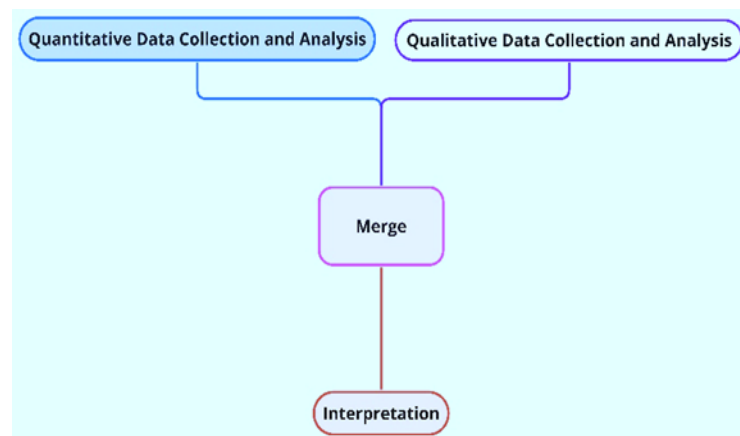 Quantitative Data Collection and Analysis
Qualitative Data Collection and Analysis
Merge
Interpretation